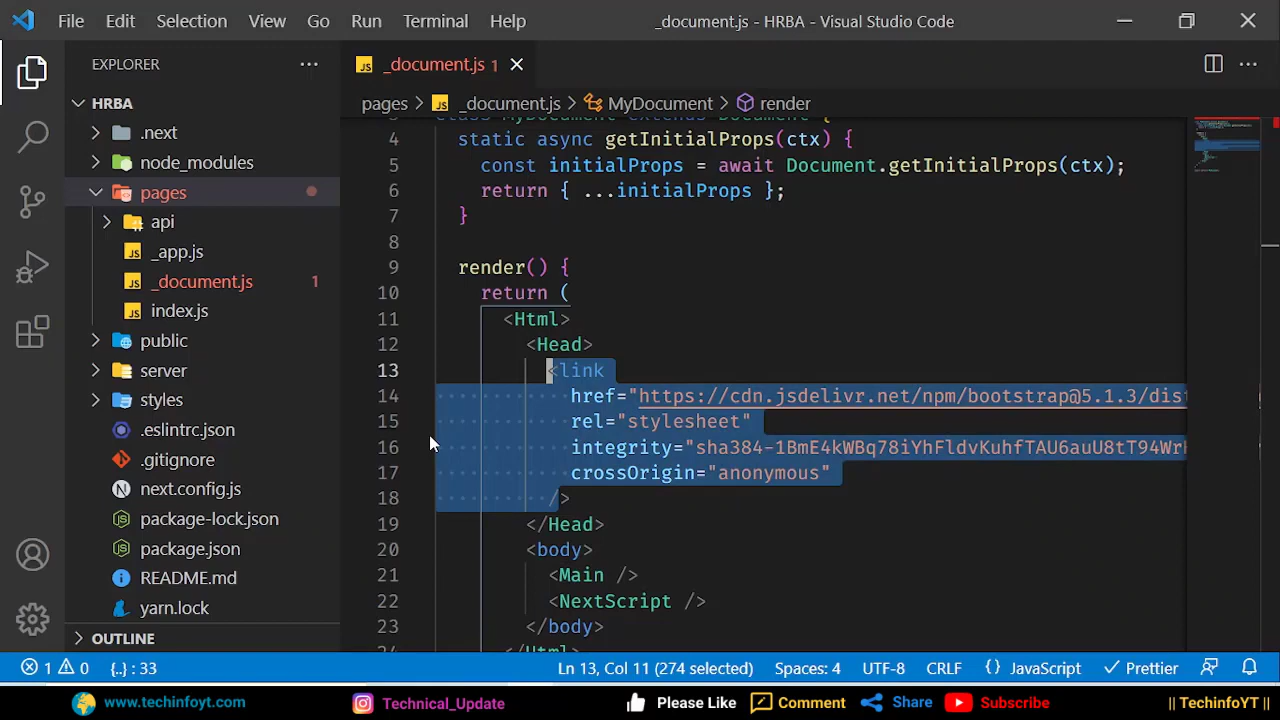 File Edit Selection View Go Run Terminal Help _document.js - HRBA - Visual Studio Code
EXPLORER
HRBA
.next
node_modules
pages
api
_app.js
_document.js 1
index.js
public
server
styles
.eslintrc.js
.gitignore
next.config.js
package-lock.json
package.json
README.md
yarn.lock
OUTLINE
_document.js 1
pages > _document.js > MyDocument > render
4 static async getInitialProps(ctx) {
5 const initialProps = await Document.getInitialProps(ctx);
6 return { ...initialProps };
7 }
8
9 render() {
10 return (
11 <Html>
12 <Head>
13 <link
14 href="https://cdn.jsdelivr.net/npm/bootstrap@5.1.3/dis
15 rel="stylesheet"
16 integrity="sha384-1BmE4kWBq78iYhFldvKuhfTAU6auU8tT94Wr
17 crossOrigin="anonymous"
18 />
19 </Head>
20 <body>
21 <Main />
22 <NextScript />
23 </body>
1 0 {..} : 33 Ln 13, Col 11 (274 selected) Spaces: 4 UTF-8 CRLF {} JavaScript Prettier
www.techinfoyt.com Technical_Update Please Like Comment Share Subscribe || TechinfoYT ||